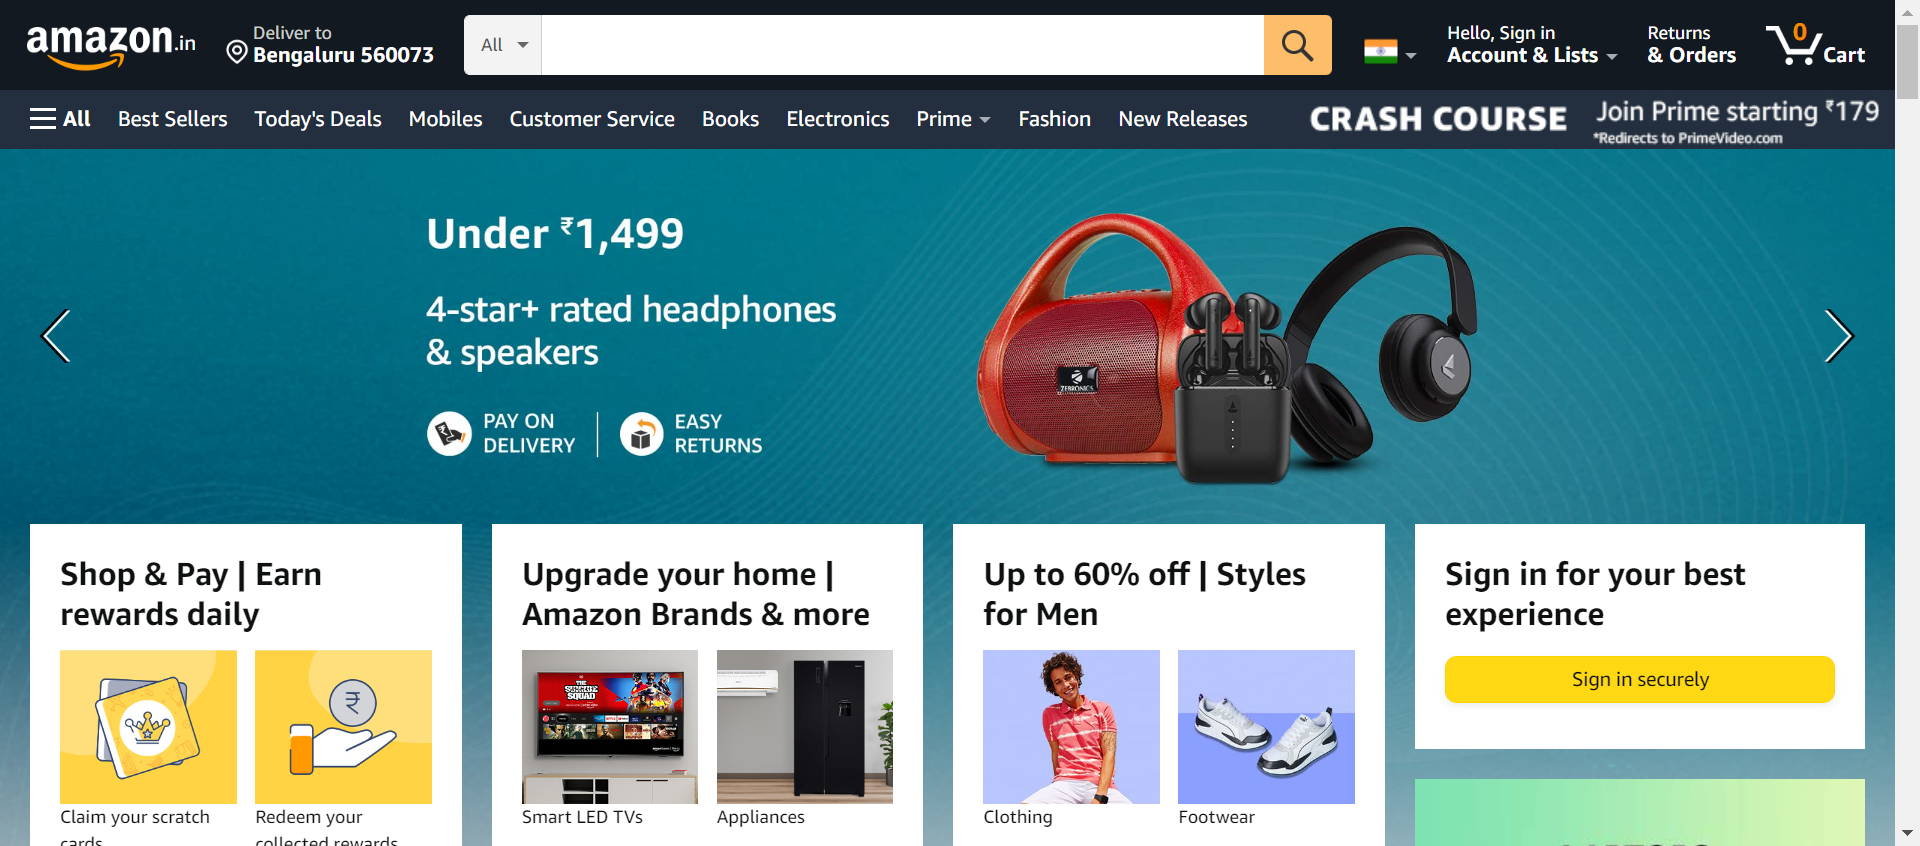 amazon.in
Deliver to
Bengaluru 560073
All
Hello, Sign in
Account & Lists
Returns
& Orders
0
Cart
All
Best Sellers
Today's Deals
Mobiles
Customer Service
Books
Electronics
Prime
Fashion
New Releases
CRASH COURSE
Join Prime starting ₹179
*Redirects to PrimeVideo.com
Under ₹1,499
4-star+ rated headphones
& speakers
PAY ON
DELIVERY
EASY
RETURNS
ZEBRONICS
Shop & Pay | Earn
rewards daily
Claim your scratch
cards
Redeem your
collected rewards
Upgrade your home |
Amazon Brands & more
THE
SUICIDE
SQUAD
Smart LED TVs
Appliances
Up to 60% off | Styles
for Men
Clothing
Footwear
Sign in for your best
experience
Sign in securely